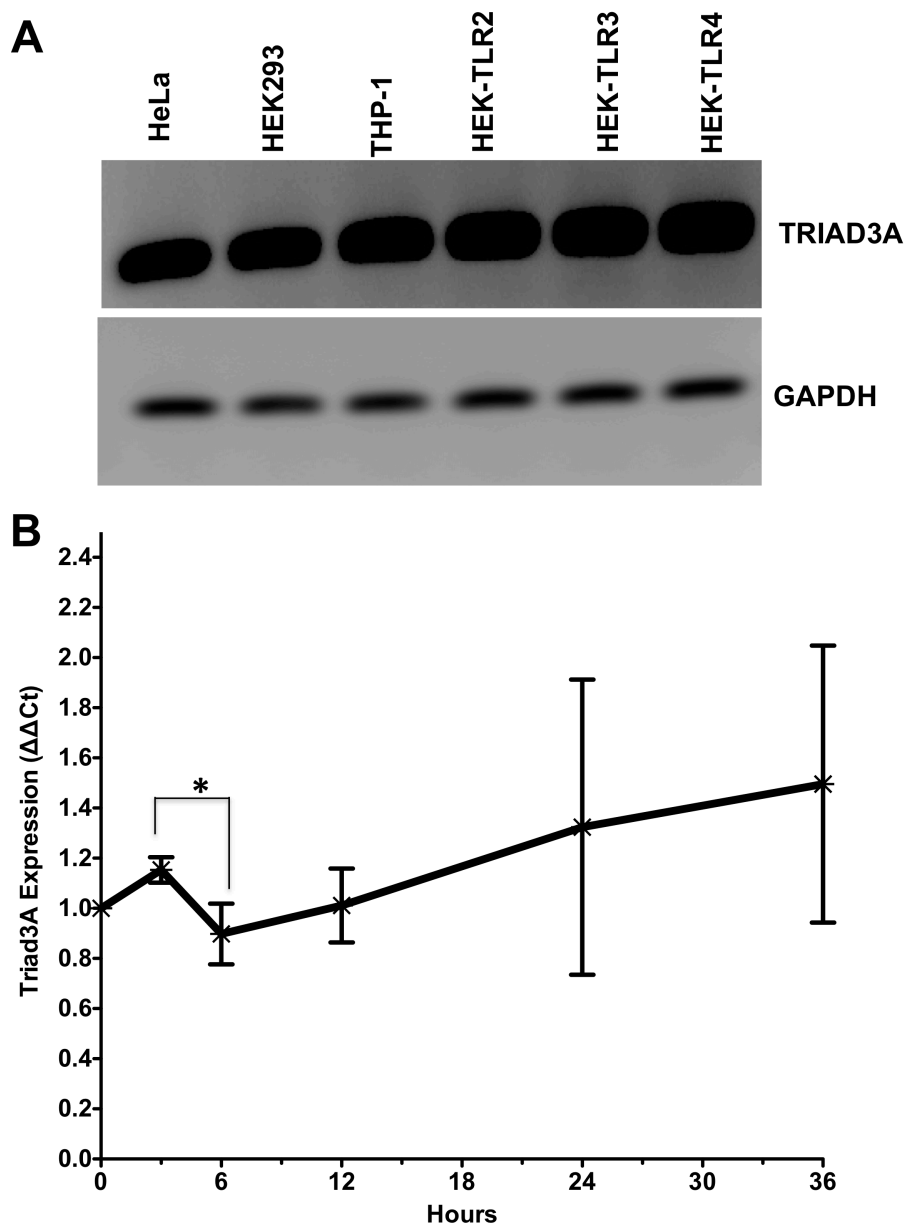 A
HeLa
HEK293
THP-1
HEK-TLR2
HEK-TLR3
HEK-TLR4
TRIAD3A
GAPDH
B
Triad3A Expression (ΔΔCt)
2.4
2.2
2.0
1.8
1.6
1.4
1.2
1.0
0.8
0.6
0.4
0.2
0.0
*
0 6 12 18 24 30 36
Hours